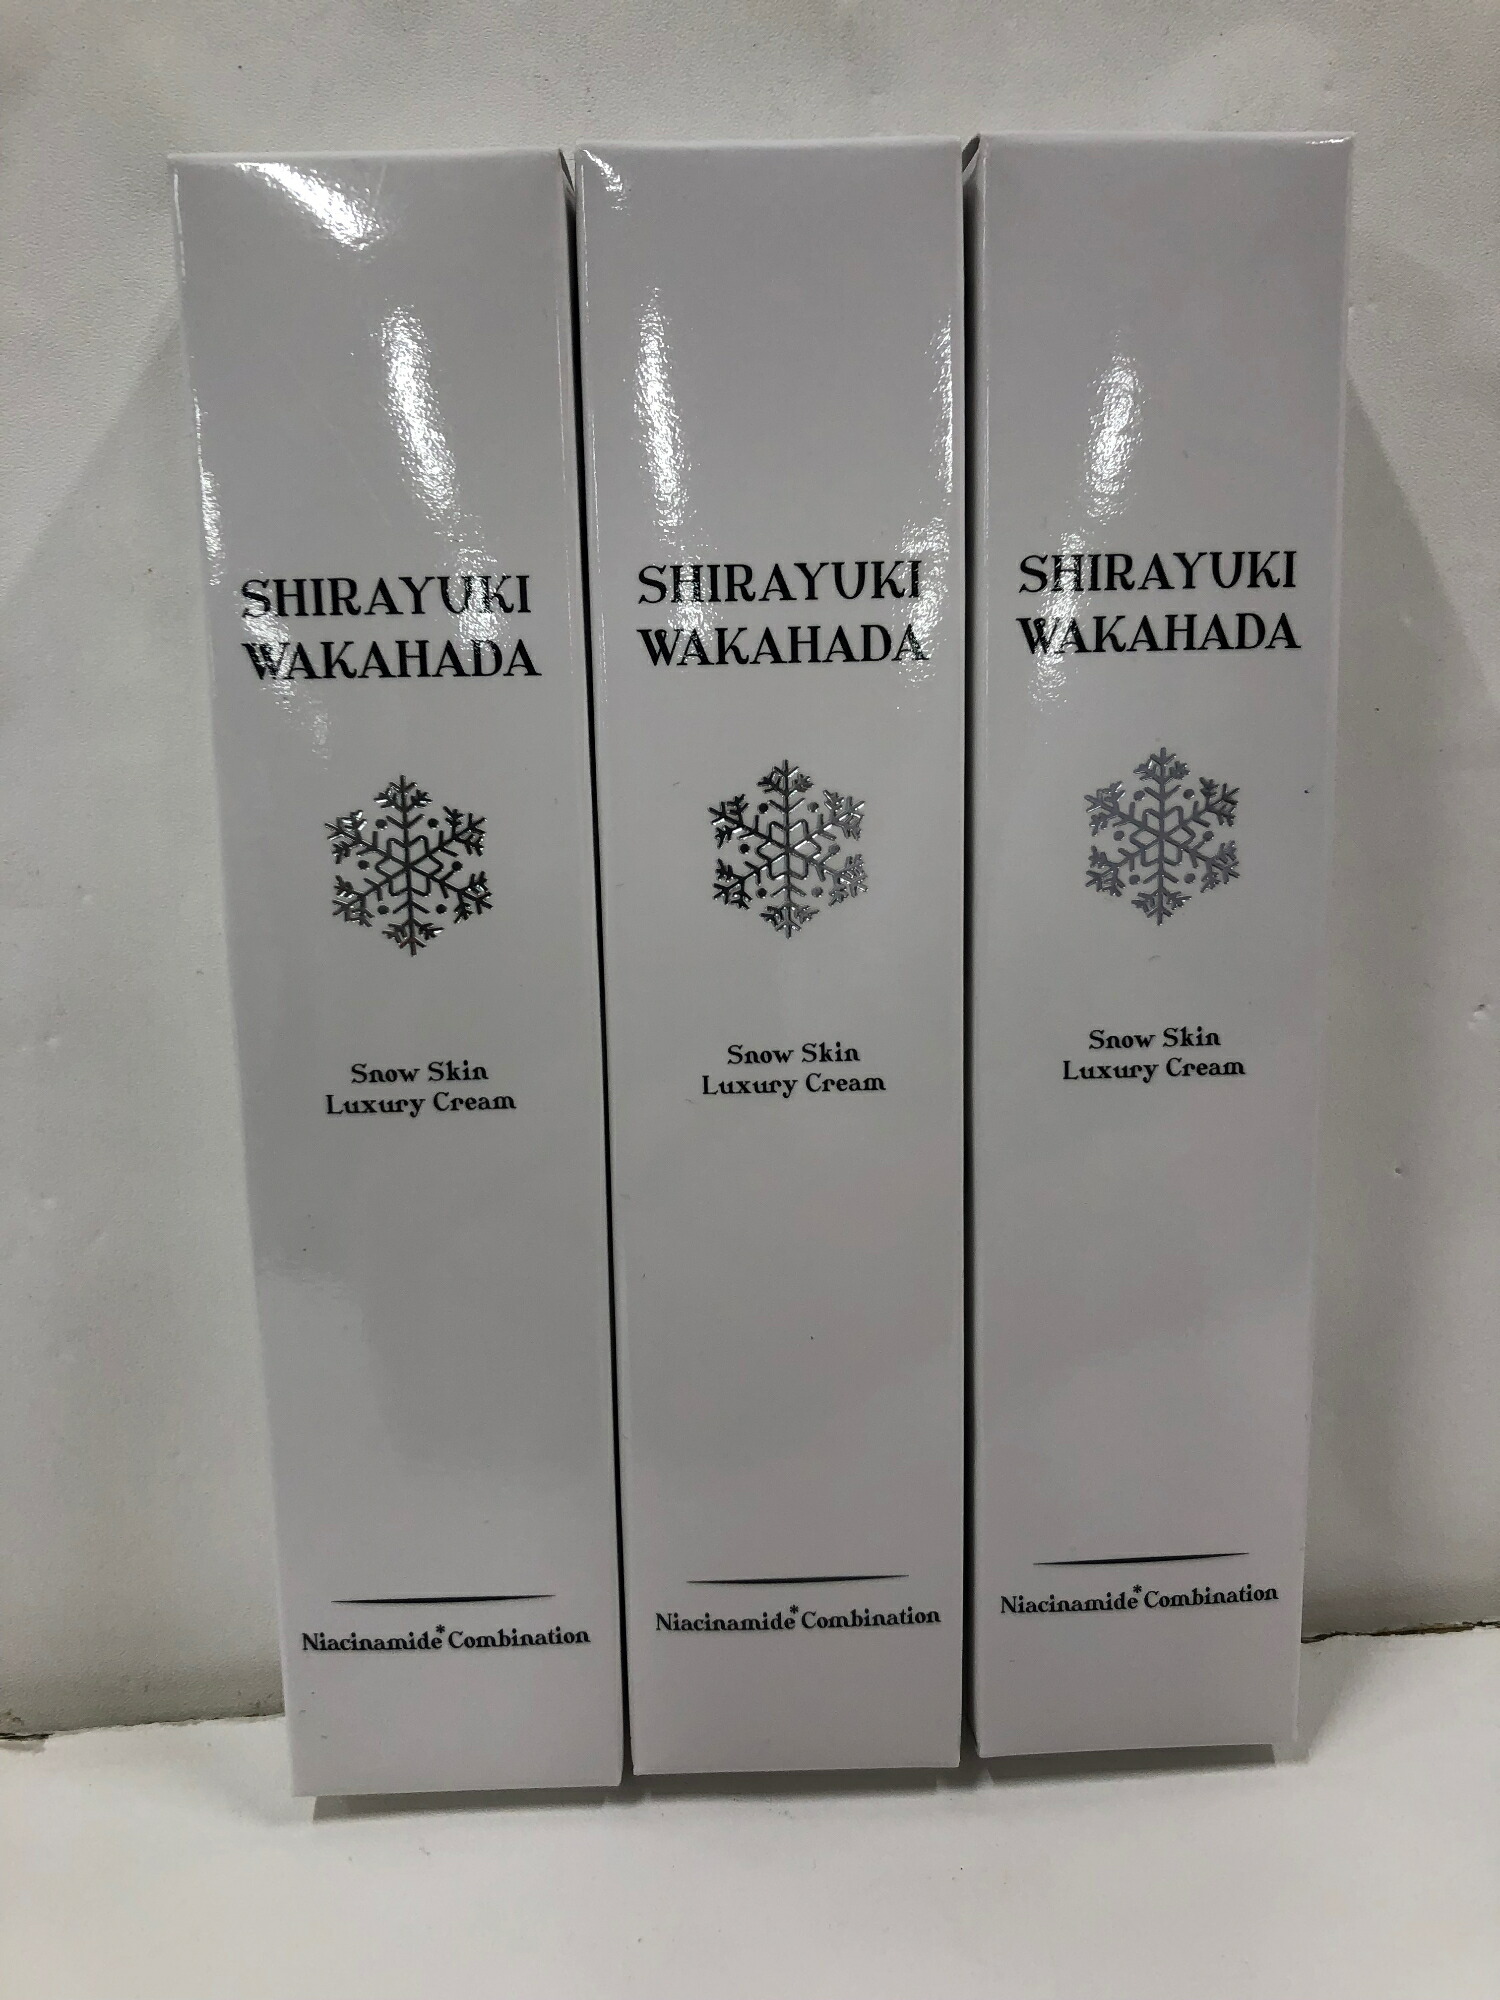 SHIRAYUKI
WAKAHADA
Snow Skin
Luxury Cream
Niacinamide* Combination
SHIRAYUKI
WAKAHADA
Snow Skin
Luxury Cream
Niacinamide* Combination
SHIRAYUKI
WAKAHADA
Snow Skin
Luxury Cream
Niacinamide* Combination